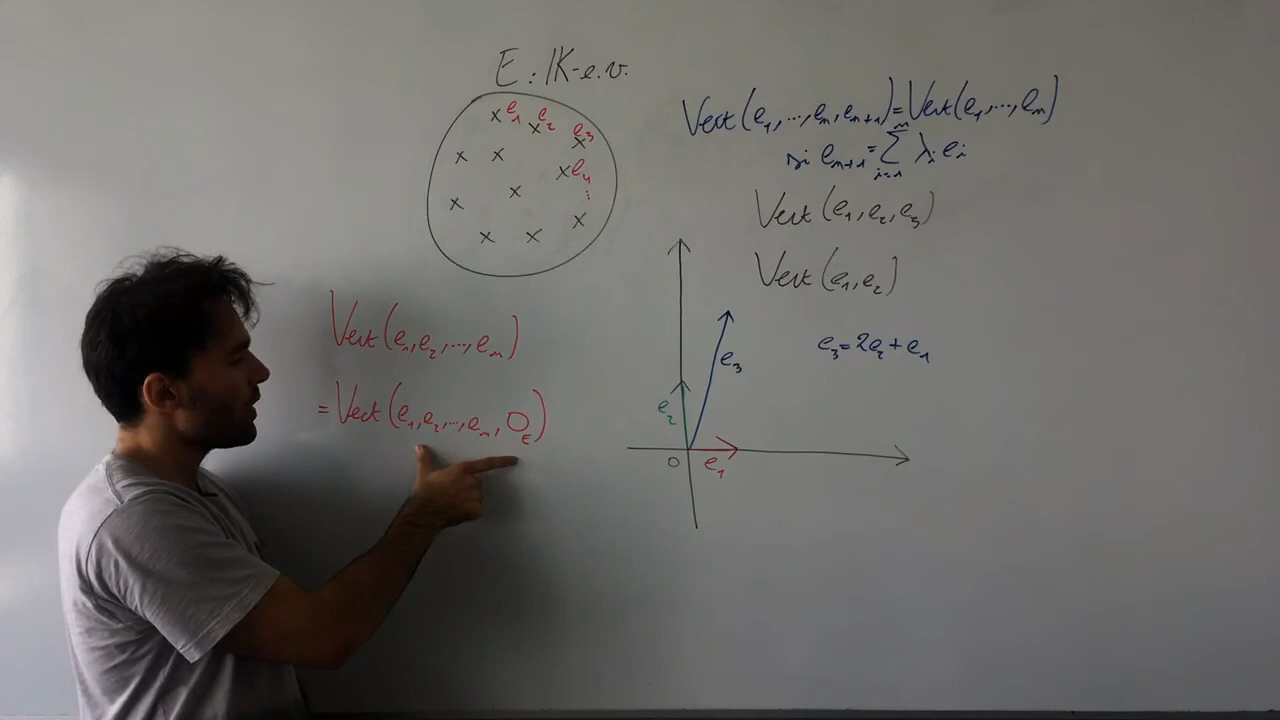 E : K-e.v.
e₁ e₂
e₃
e₄
⋮
Vect(e₁,...,eₙ,eₙ₊₁)=Vect(e₁,...,eₙ)
si eₙ₊₁=∑ᵢ₌₁ⁿ λᵢ eᵢ
Vect(e₁,e₂,e₃)
Vect(e₁,e₂)
e₃=2e₂+e₁
Vect(e₁,e₂,...,eₙ)
=Vect(e₁,e₂,...,eₙ,0_E)
e₃
e₂
0 e₁